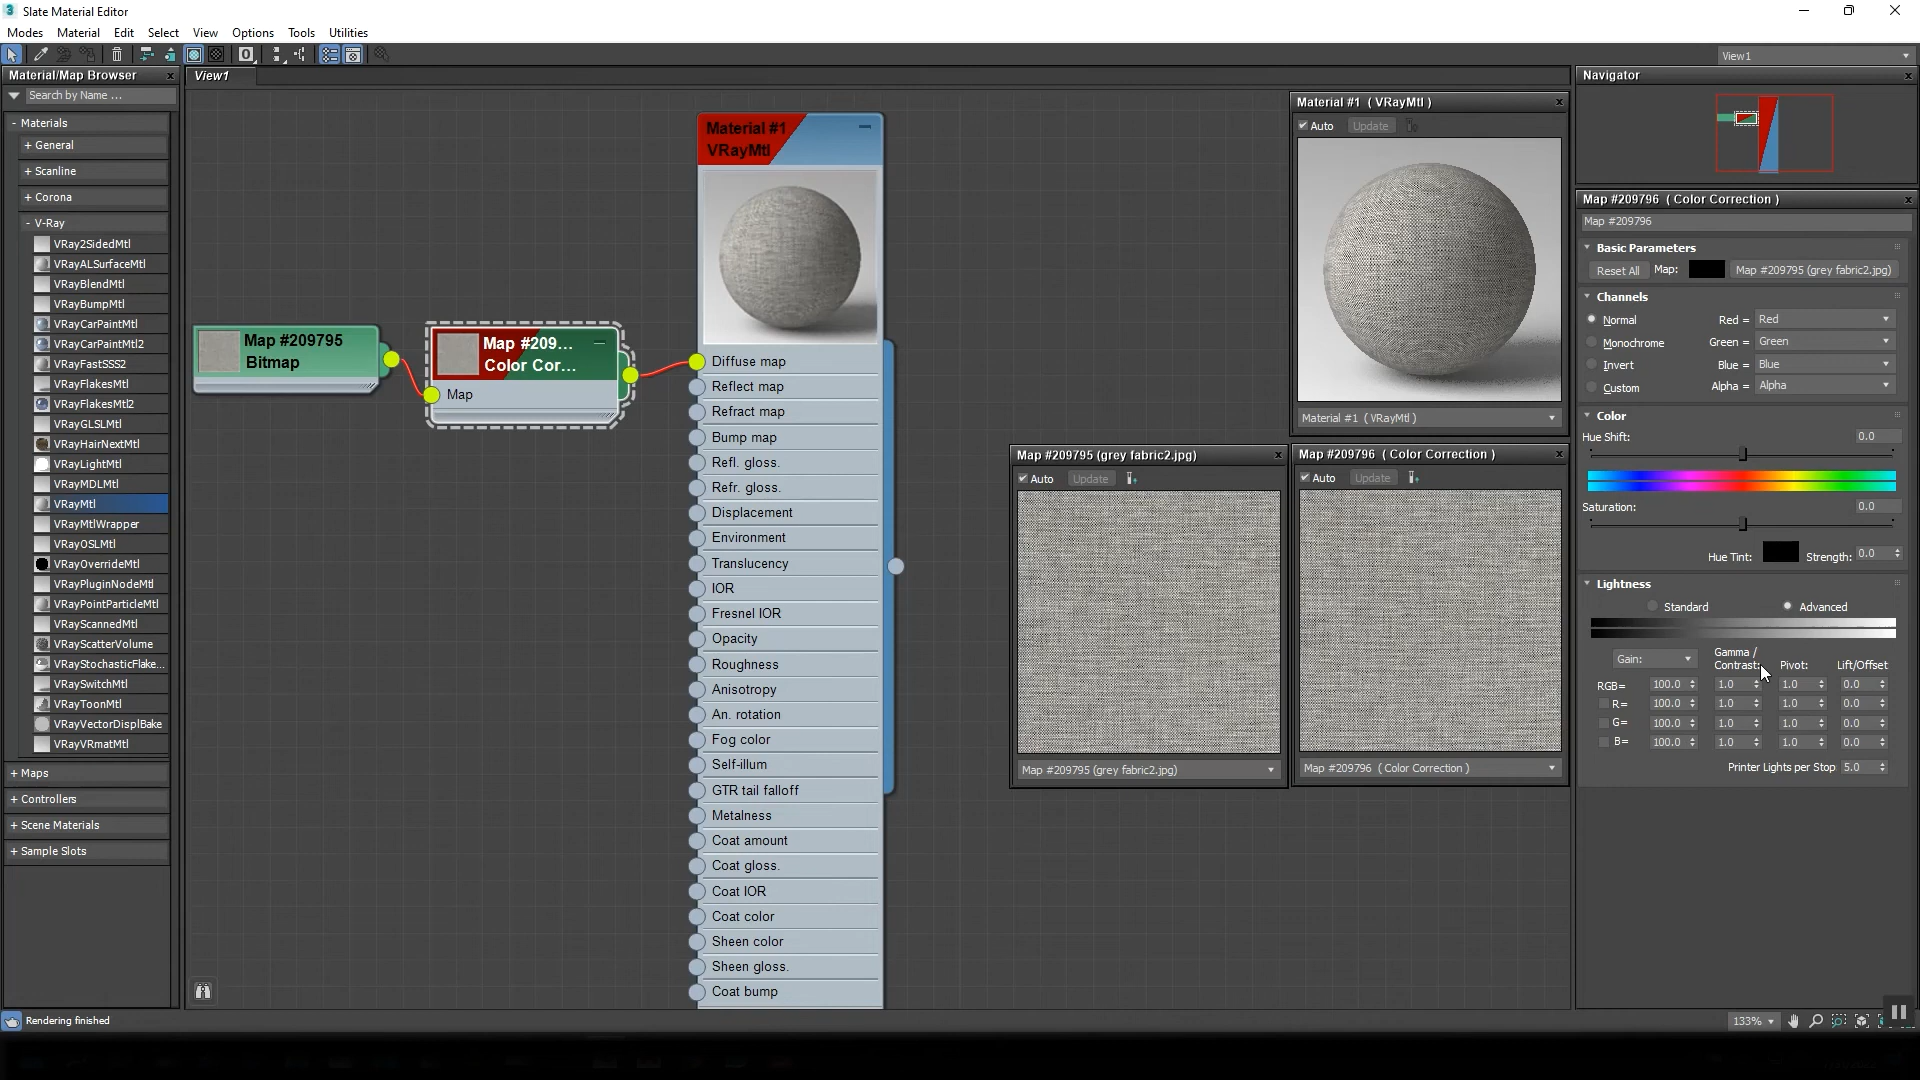 Slate Material Editor
Modes Material Edit Select View Options Tools Utilities
View1
Material/Map Browser
Search by Name ...
- Materials
+ General
+ Scanline
+ Corona
- V-Ray
VRay2SidedMtl
VRayALSurfaceMtl
VRayBlendMtl
VRayBumpMtl
VRayCarPaintMtl
VRayCarPaintMtl2
VRayFastSSS2
VRayFlakesMtl
VRayFlakesMtl2
VRayGLSLMtl
VRayHairNextMtl
VRayLightMtl
VRayMDLMtl
VRayMtl
VRayMtlWrapper
VRayOSLMtl
VRayOverrideMtl
VRayPluginNodeMtl
VRayPointParticleMtl
VRayScannedMtl
VRayScatterVolume
VRayStochasticFlake...
VRaySwitchMtl
VRayToonMtl
VRayVectorDisplBake
VRayVRmatMtl
+ Maps
+ Controllers
+ Scene Materials
+ Sample Slots
Rendering finished
View1
Map #209795
Bitmap
Map #209...
Color Cor...
Map
Material #1
VRayMtl
Diffuse map
Reflect map
Refract map
Bump map
Refl. gloss.
Refr. gloss.
Displacement
Environment
Translucency
IOR
Fresnel IOR
Opacity
Roughness
Anisotropy
An. rotation
Fog color
Self-illum
GTR tail falloff
Metalness
Coat amount
Coat gloss.
Coat IOR
Coat color
Sheen color
Sheen gloss.
Coat bump
Material #1 ( VRayMtl )
Auto Update
Material #1 ( VRayMtl )
Map #209795 (grey fabric2.jpg)
Auto Update
Map #209795 (grey fabric2.jpg)
Map #209796 ( Color Correction )
Auto Update
Map #209796 ( Color Correction )
Navigator
Map #209796 ( Color Correction )
Map #209796
Basic Parameters
Reset All Map: Map #209795 (grey fabric2.jpg)
Channels
Normal Red = Red
Monochrome Green = Green
Invert Blue = Blue
Custom Alpha = Alpha
Color
Hue Shift: 0.0
Saturation: 0.0
Hue Tint: Strength: 0.0
Lightness
Standard Advanced
Gain: Gamma / Contrast: Pivot: Lift/Offset
RGB= 100.0 1.0 1.0 0.0
R= 100.0 1.0 1.0 0.0
G= 100.0 1.0 1.0 0.0
B= 100.0 1.0 1.0 0.0
Printer Lights per Stop 5.0
133%